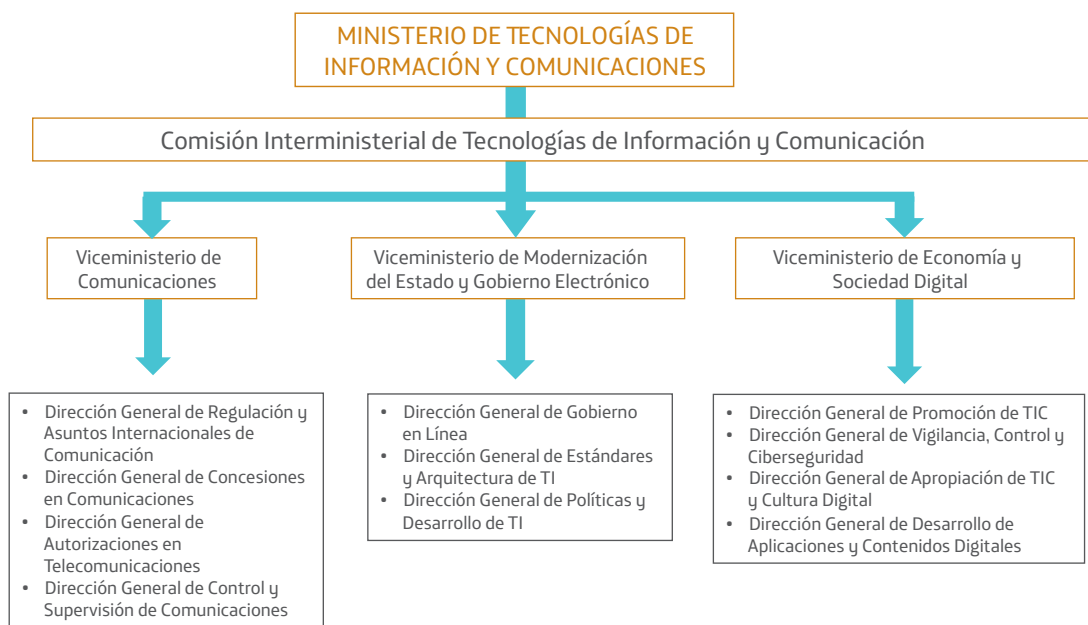 MINISTERIO DE TECNOLOGÍAS DE
INFORMACIÓN Y COMUNICACIONES
Comisión Interministerial de Tecnologías de Información y Comunicación
Viceministerio de
Comunicaciones
Viceministerio de Modernización
del Estado y Gobierno Electrónico
Viceministerio de Economía y
Sociedad Digital
• Dirección General de Regulación y
Asuntos Internacionales de
Comunicación
• Dirección General de Concesiones
en Comunicaciones
• Dirección General de
Autorizaciones en
Telecomunicaciones
• Dirección General de Control y
Supervisión de Comunicaciones
• Dirección General de Gobierno
en Línea
• Dirección General de Estándares
y Arquitectura de TI
• Dirección General de Políticas y
Desarrollo de TI
• Dirección General de Promoción de TIC
• Dirección General de Vigilancia, Control y
Ciberseguridad
• Dirección General de Apropiación de TIC
y Cultura Digital
• Dirección General de Desarrollo de
Aplicaciones y Contenidos Digitales